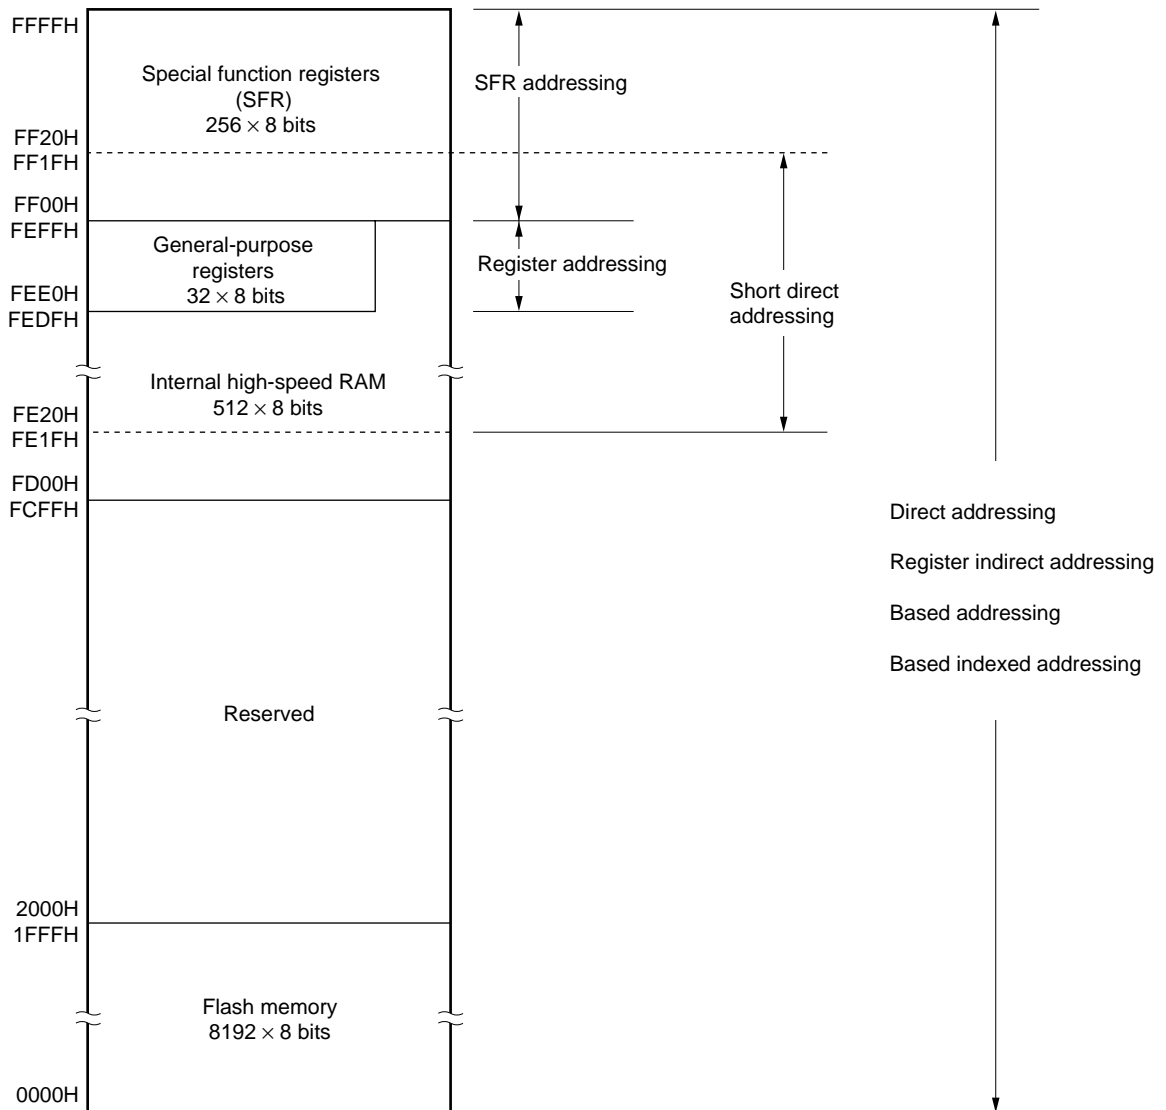 FFFFH
Special function registers
(SFR)
256 × 8 bits
SFR addressing
FF20H
FF1FH
FF00H
FEFFH
General-purpose
registers
32 × 8 bits
Register addressing
FEE0H
FEDFH
Short direct
addressing
Internal high-speed RAM
512 × 8 bits
FE20H
FE1FH
FD00H
FCFFH
Direct addressing
Register indirect addressing
Based addressing
Based indexed addressing
Reserved
2000H
1FFFH
Flash memory
8192 × 8 bits
0000H